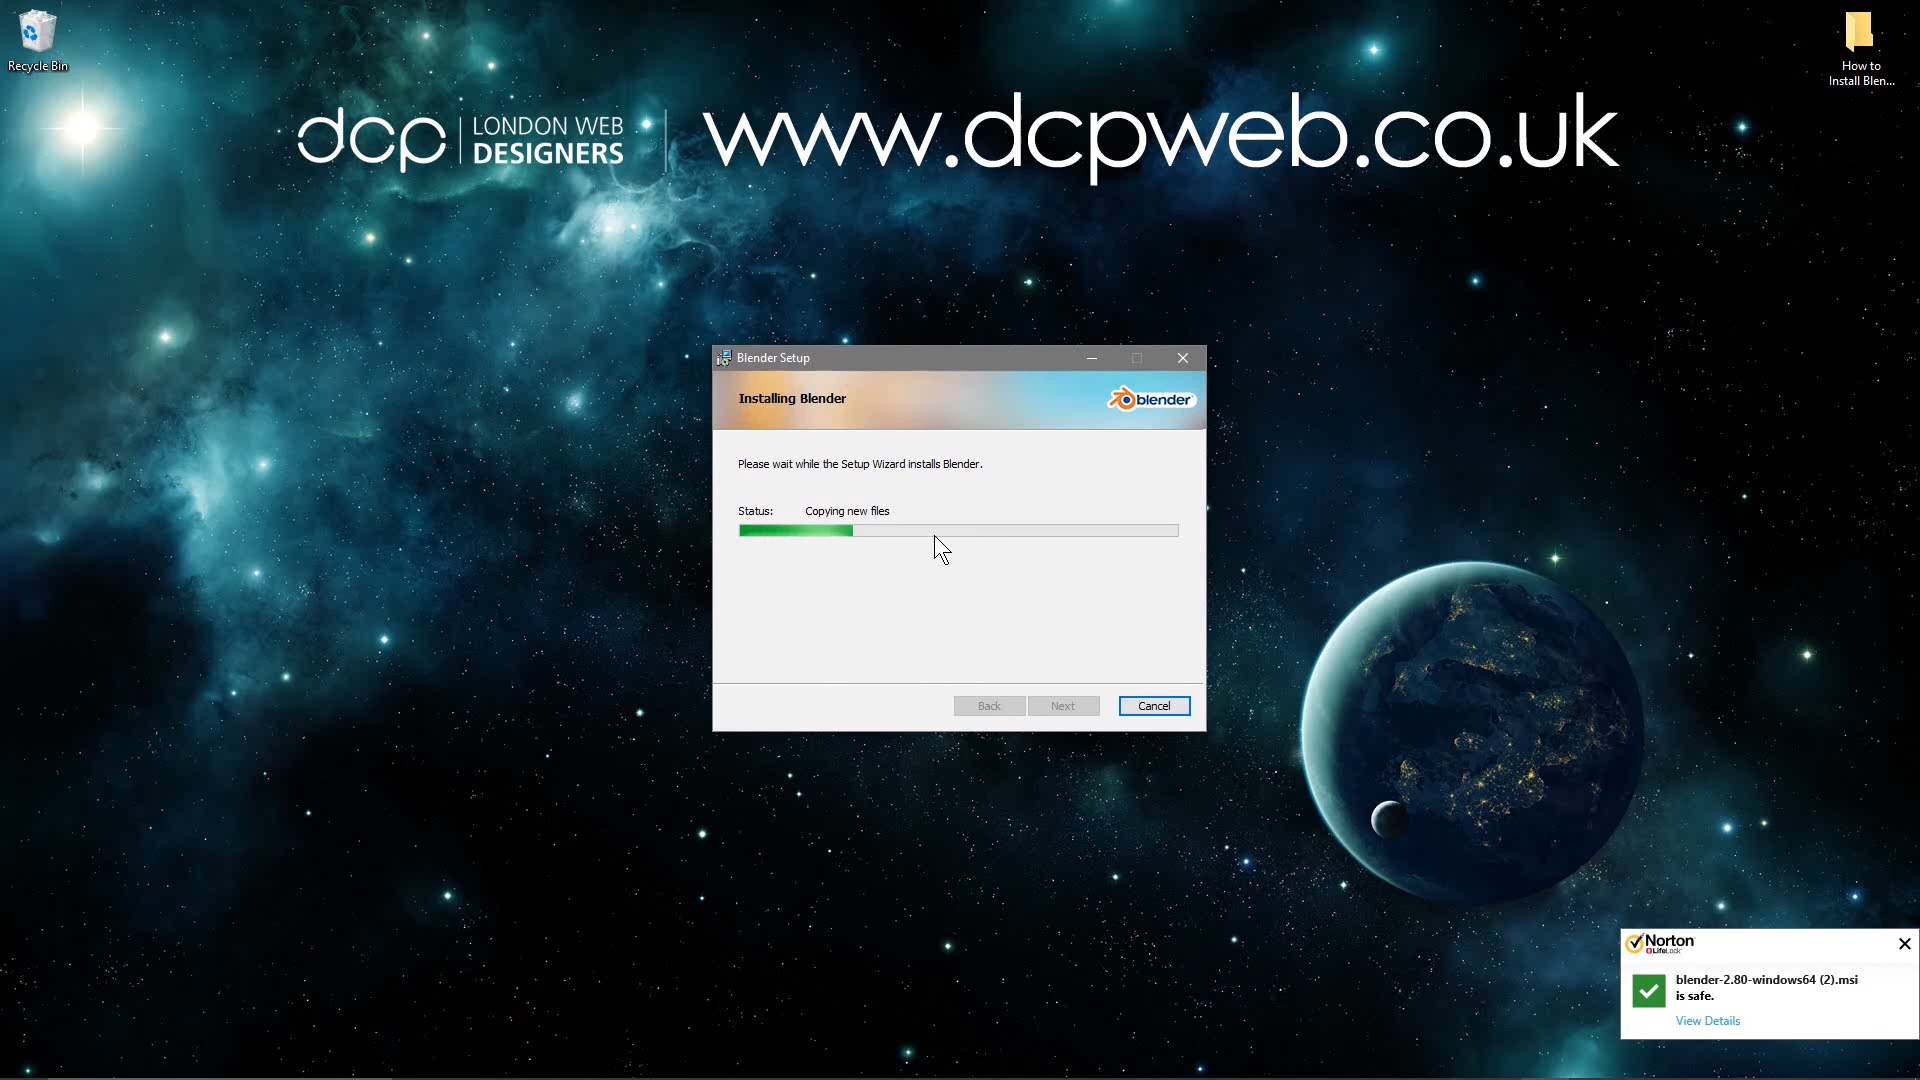 Recycle Bin
How to
Install Blen...
dcp
LONDON WEB
DESIGNERS
www.dcpweb.co.uk
Blender Setup
Installing Blender
blender
Please wait while the Setup Wizard installs Blender.
Status: Copying new files
Back
Next
Cancel
Norton
LifeLock
blender-2.80-windows64 (2).msi
is safe.
View Details